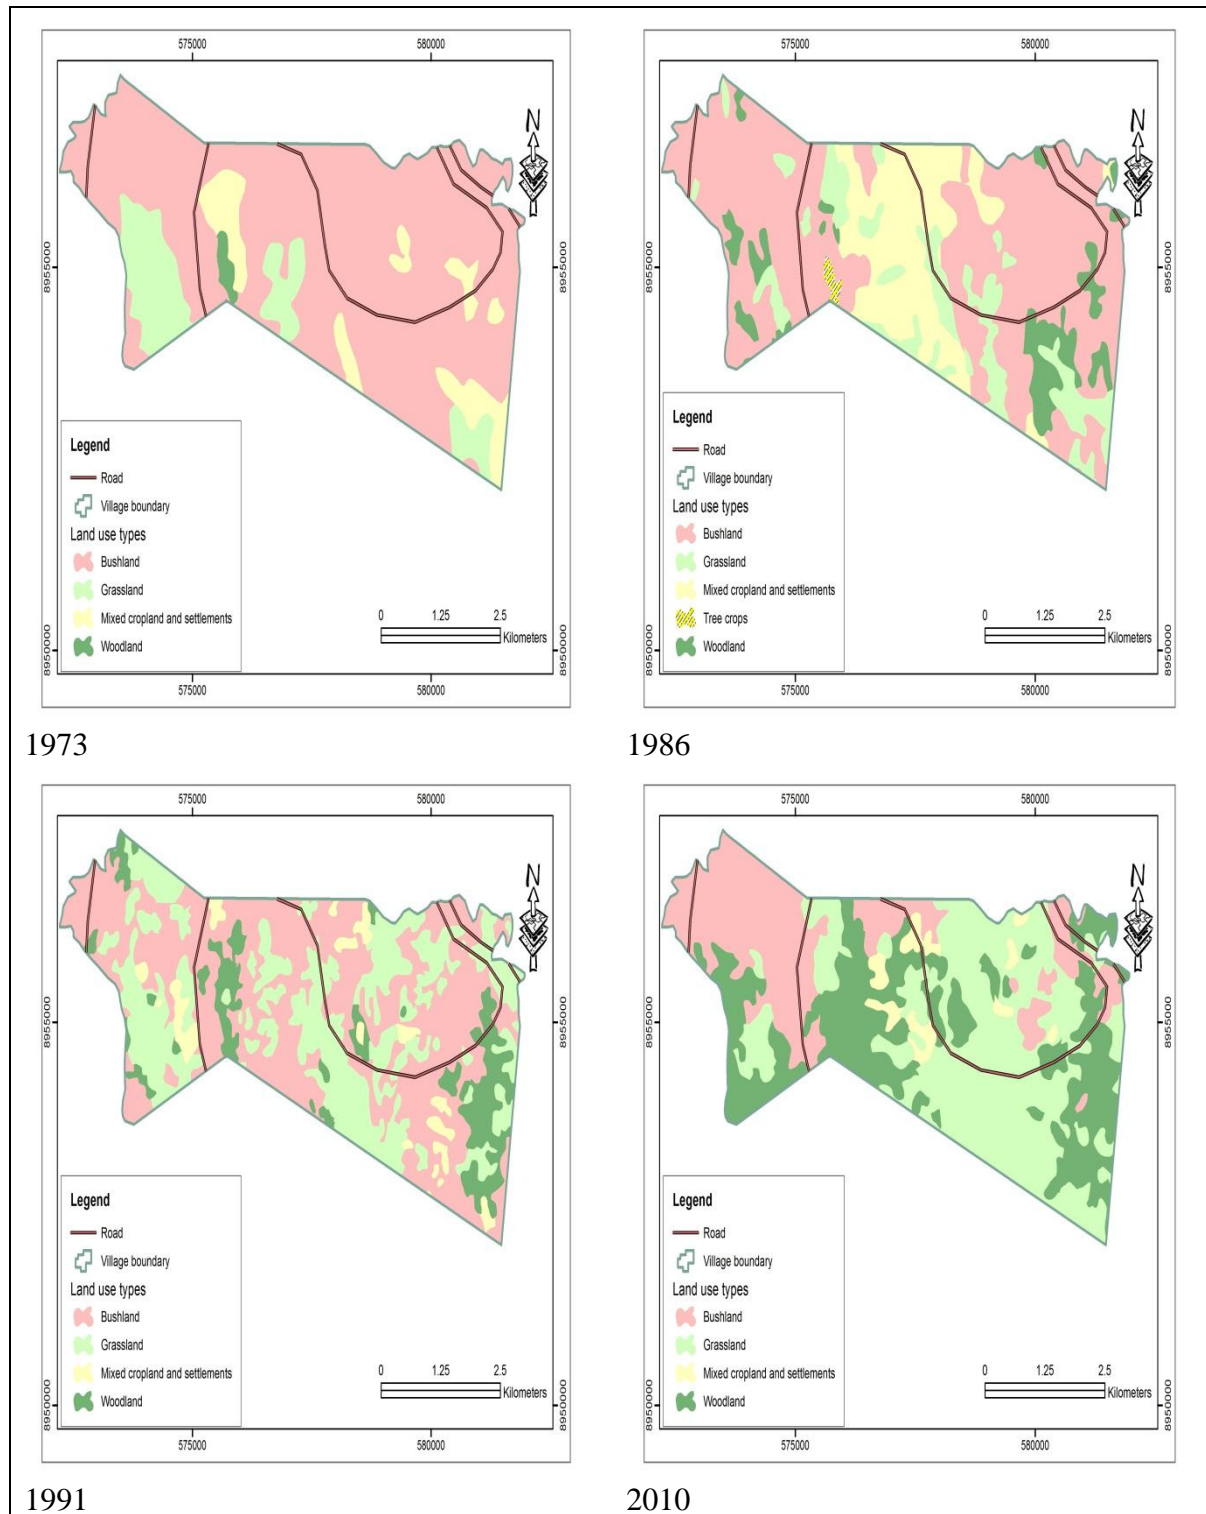 575000 580000
N
8955000 8955000
Legend
Road
Village boundary
Land use types
Bushland
Grassland
Mixed cropland and settlements
Woodland
0 1.25 2.5
Kilometers
8950000 8950000
575000 580000
1973
575000 580000
N
8955000 8955000
Legend
Road
Village boundary
Land use types
Bushland
Grassland
Mixed cropland and settlements
Tree crops
Woodland
0 1.25 2.5
Kilometers
8950000 8950000
575000 580000
1986
575000 580000
N
8955000 8955000
Legend
Road
Village boundary
Land use types
Bushland
Grassland
Mixed cropland and settlements
Woodland
0 1.25 2.5
Kilometers
8950000 8950000
575000 580000
1991
575000 580000
N
8955000 8955000
Legend
Road
Village boundary
Land use types
Bushland
Grassland
Mixed cropland and settlements
Woodland
0 1.25 2.5
Kilometers
8950000 8950000
575000 580000
2010